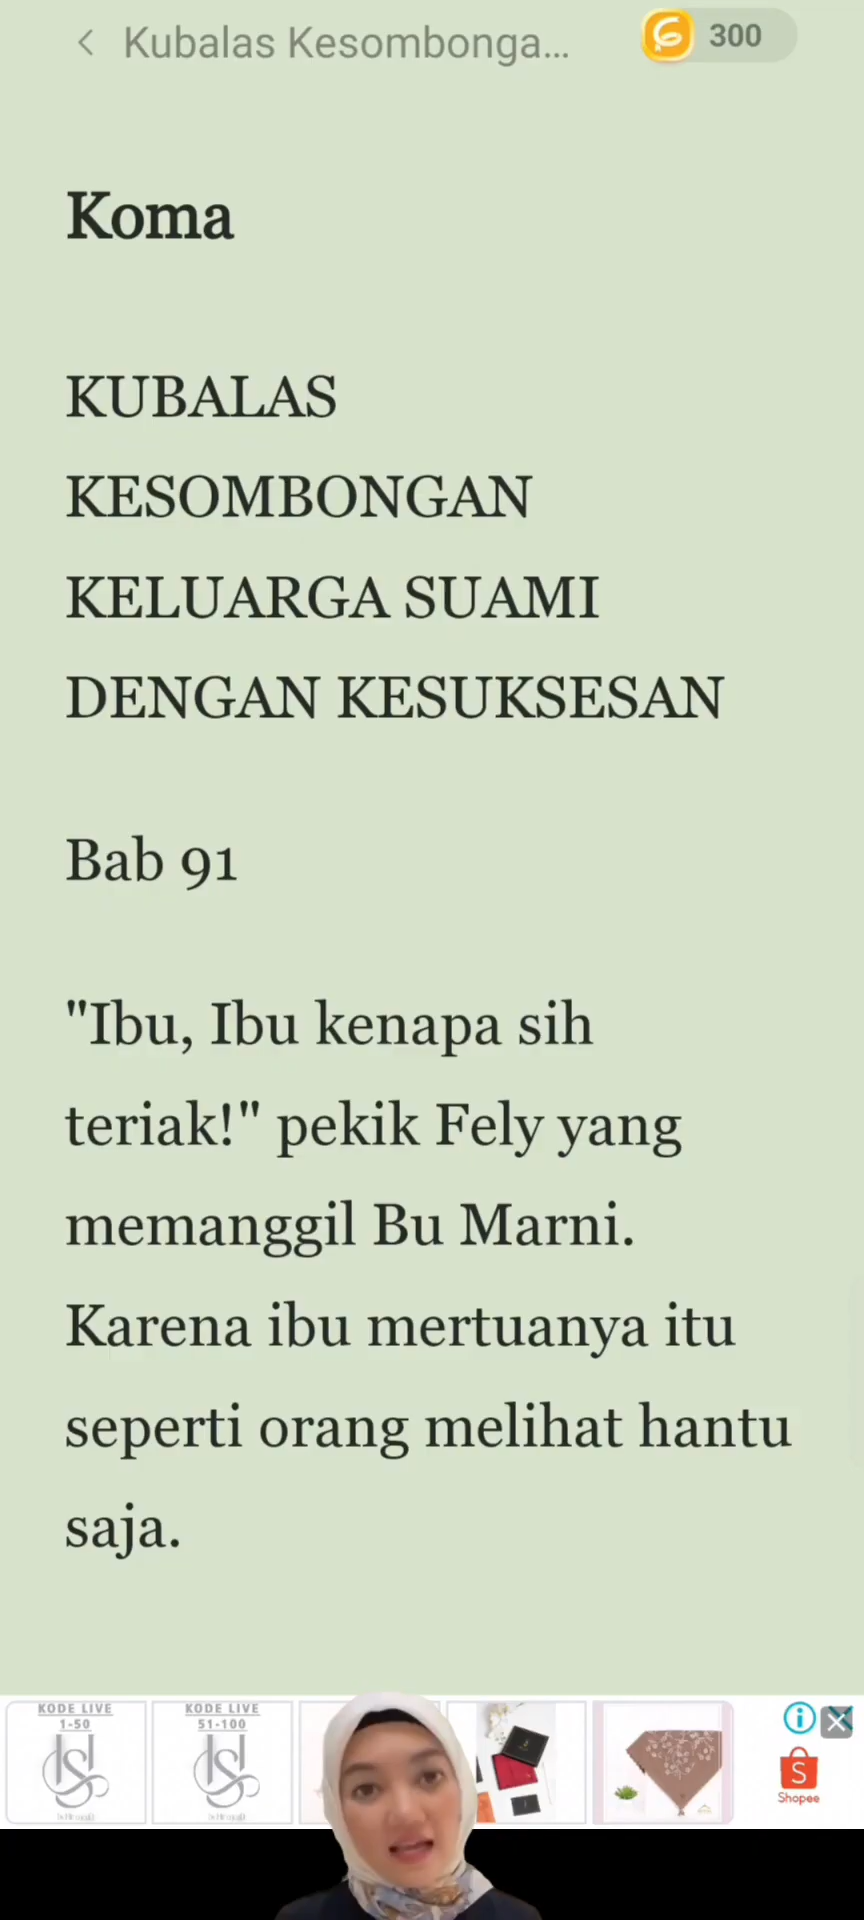 Kubalas Kesombonga...
300
Koma
KUBALAS
KESOMBONGAN
KELUARGA SUAMI
DENGAN KESUKSESAN
Bab 91
"Ibu, Ibu kenapa sih
teriak!" pekik Fely yang
memanggil Bu Marni.
Karena ibu mertuanya itu
seperti orang melihat hantu
saja.
KODE LIVE
1-50
KODE LIVE
51-100
Shopee